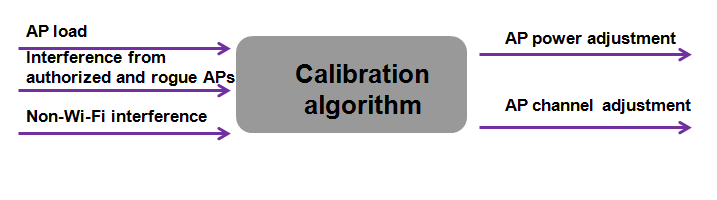 AP load
Interference from
authorized and rogue APs
Non-Wi-Fi interference
Calibration
algorithm
AP power adjustment
AP channel adjustment